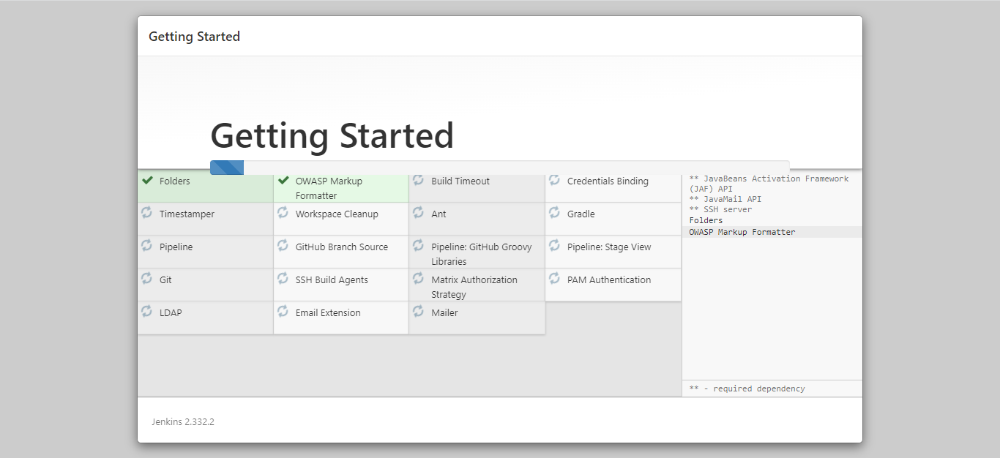 Getting Started
Getting Started
Folders
OWASP Markup
Formatter
Build Timeout
Credentials Binding
Timestamper
Workspace Cleanup
Ant
Gradle
Pipeline
GitHub Branch Source
Pipeline: GitHub Groovy
Libraries
Pipeline: Stage View
Git
SSH Build Agents
Matrix Authorization
Strategy
PAM Authentication
LDAP
Email Extension
Mailer
** JavaBeans Activation Framework
(JAF) API
** JavaMail API
** SSH server
Folders
OWASP Markup Formatter
** - required dependency
Jenkins 2.332.2